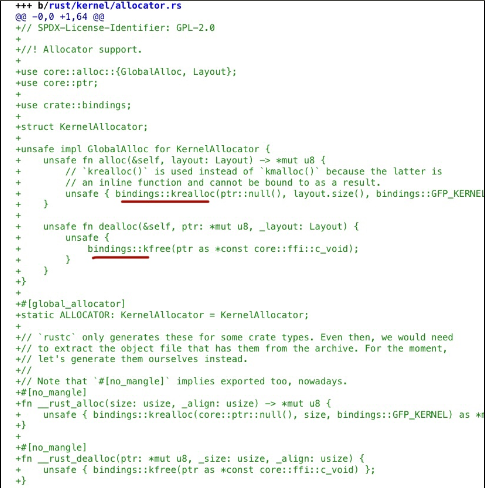 +++ b/rust/kernel/allocator.rs
@@ -0,0 +1,64 @@
+// SPDX-License-Identifier: GPL-2.0
+
+//! Allocator support.
+
+use core::alloc::{GlobalAlloc, Layout};
+use core::ptr;
+
+use crate::bindings;
+
+struct KernelAllocator;
+
+unsafe impl GlobalAlloc for KernelAllocator {
+    unsafe fn alloc(&self, layout: Layout) -> *mut u8 {
+        // `krealloc()` is used instead of `kmalloc()` because the latter is
+        // an inline function and cannot be bound to as a result.
+        unsafe { bindings::krealloc(ptr::null(), layout.size(), bindings::GFP_KERNEL
+    }
+
+    unsafe fn dealloc(&self, ptr: *mut u8, _layout: Layout) {
+        unsafe {
+            bindings::kfree(ptr as *const core::ffi::c_void);
+        }
+    }
+}
+
+#[global_allocator]
+static ALLOCATOR: KernelAllocator = KernelAllocator;
+
+// `rustc` only generates these for some crate types. Even then, we would need
+// to extract the object file that has them from the archive. For the moment,
+// let's generate them ourselves instead.
+//
+// Note that `#[no_mangle]` implies exported too, nowadays.
+#[no_mangle]
+fn __rust_alloc(size: usize, _align: usize) -> *mut u8 {
+    unsafe { bindings::krealloc(core::ptr::null(), size, bindings::GFP_KERNEL) as *m
+}
+
+#[no_mangle]
+fn __rust_dealloc(ptr: *mut u8, _size: usize, _align: usize) {
+    unsafe { bindings::kfree(ptr as *const core::ffi::c_void) };
+}